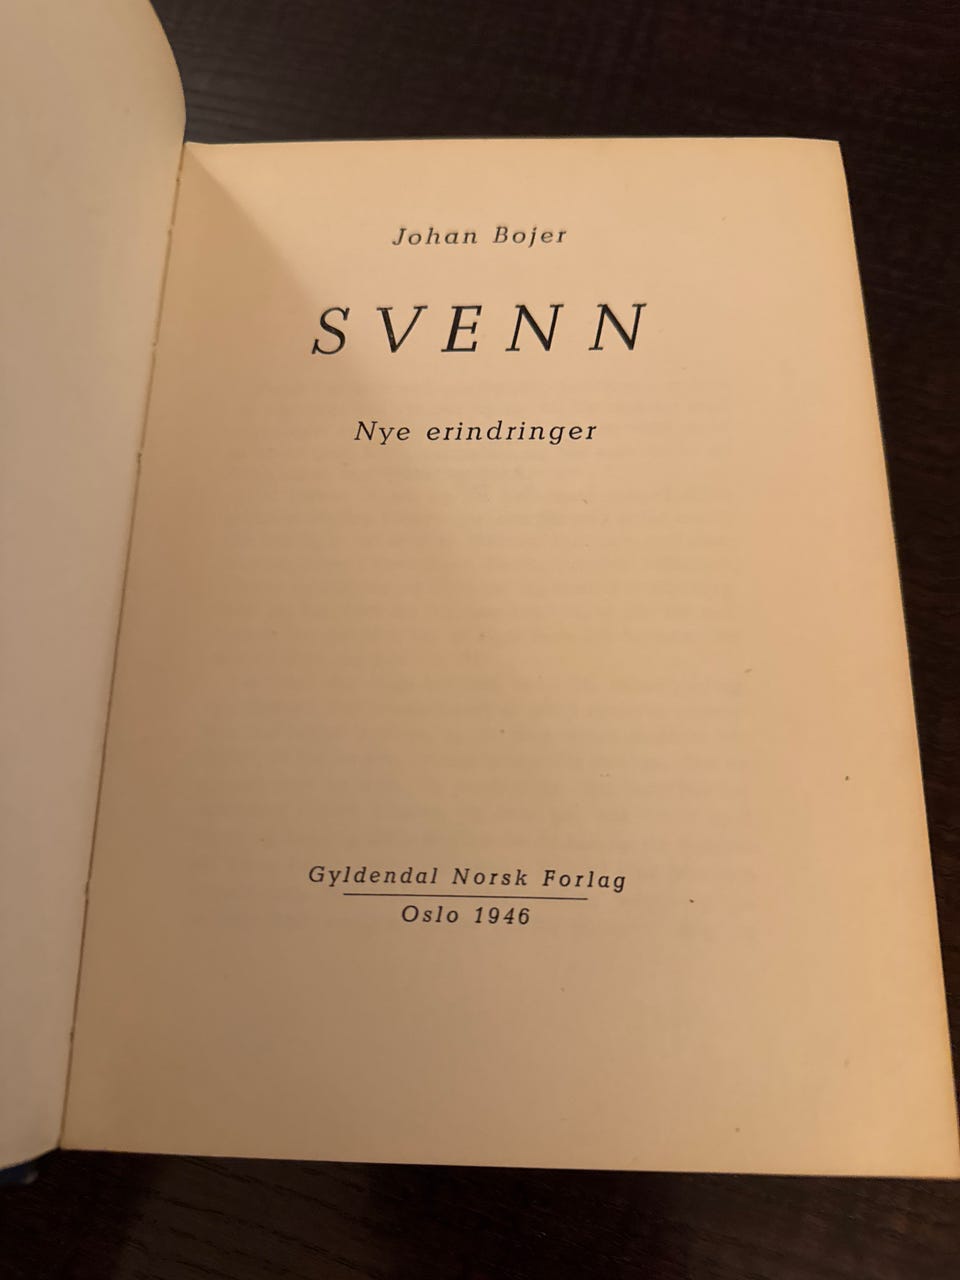 Johan Bojer
SVENN
Nye erindringer
Gyldendal Norsk Forlag
Oslo 1946